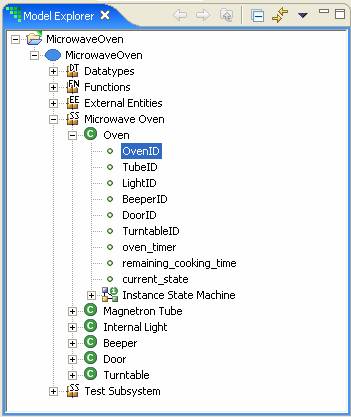 Model Explorer
MicrowaveOven
MicrowaveOven
DT Datatypes
FN Functions
EE External Entities
SS Microwave Oven
C Oven
OvenID
TubeID
LightID
BeeperID
DoorID
TurntableID
oven_timer
remaining_cooking_time
current_state
Instance State Machine
C Magnetron Tube
C Internal Light
C Beeper
C Door
C Turntable
SS Test Subsystem